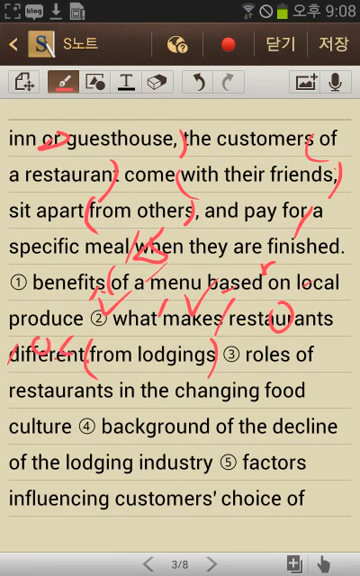 blog 오후 9:08
S S노트 닫기 저장
T
inn or guesthouse, the customers of
a restaurant come with their friends,
sit apart from others, and pay for a
specific meal when they are finished.
① benefits of a menu based on local
produce ② what makes restaurants
different from lodgings ③ roles of
restaurants in the changing food
culture ④ background of the decline
of the lodging industry ⑤ factors
influencing customers' choice of
3/8